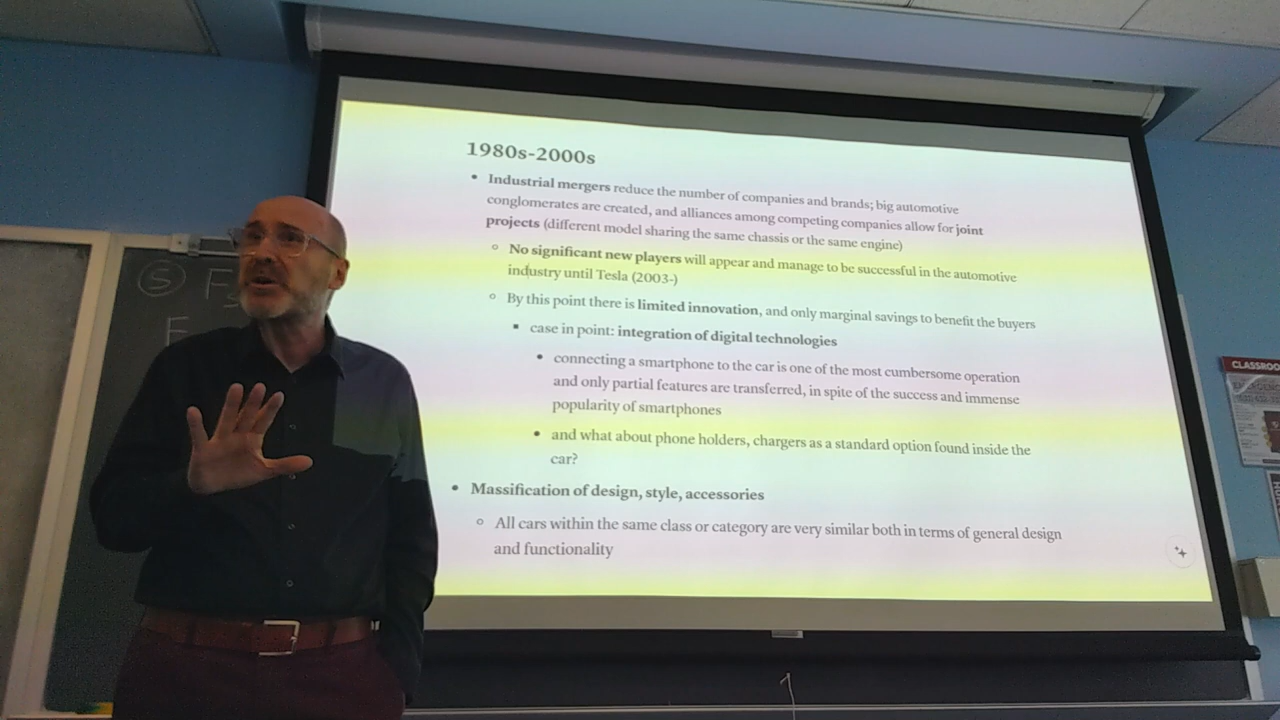 1980s-2000s
• Industrial mergers reduce the number of companies and brands; big automotive
conglomerates are created, and alliances among competing companies allow for joint
projects (different model sharing the same chassis or the same engine)
◦ No significant new players will appear and manage to be successful in the automotive
industry until Tesla (2003-)
◦ By this point there is limited innovation, and only marginal savings to benefit the buyers
▪ case in point: integration of digital technologies
• connecting a smartphone to the car is one of the most cumbersome operation
and only partial features are transferred, in spite of the success and immense
popularity of smartphones
• and what about phone holders, chargers as a standard option found inside the
car?
• Massification of design, style, accessories
◦ All cars within the same class or category are very similar both in terms of general design
and functionality
S F
F
CLASSROO